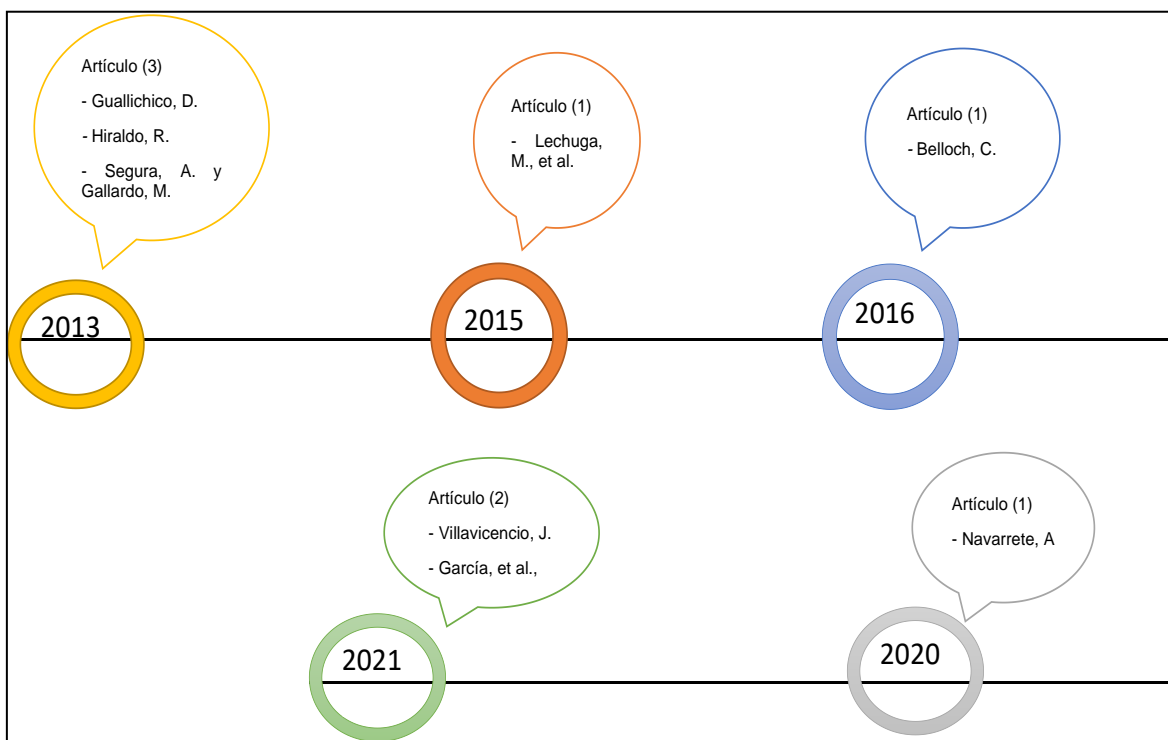 Artículo (3)
- Guallichico, D.
- Hiraldo, R.
- Segura, A. y
Gallardo, M.
2013
Artículo (1)
- Lechuga,
M., et al.
2015
Artículo (1)
- Belloch, C.
2016
Artículo (2)
- Villavicencio, J.
- García, et al.,
2021
Artículo (1)
- Navarrete, A
2020